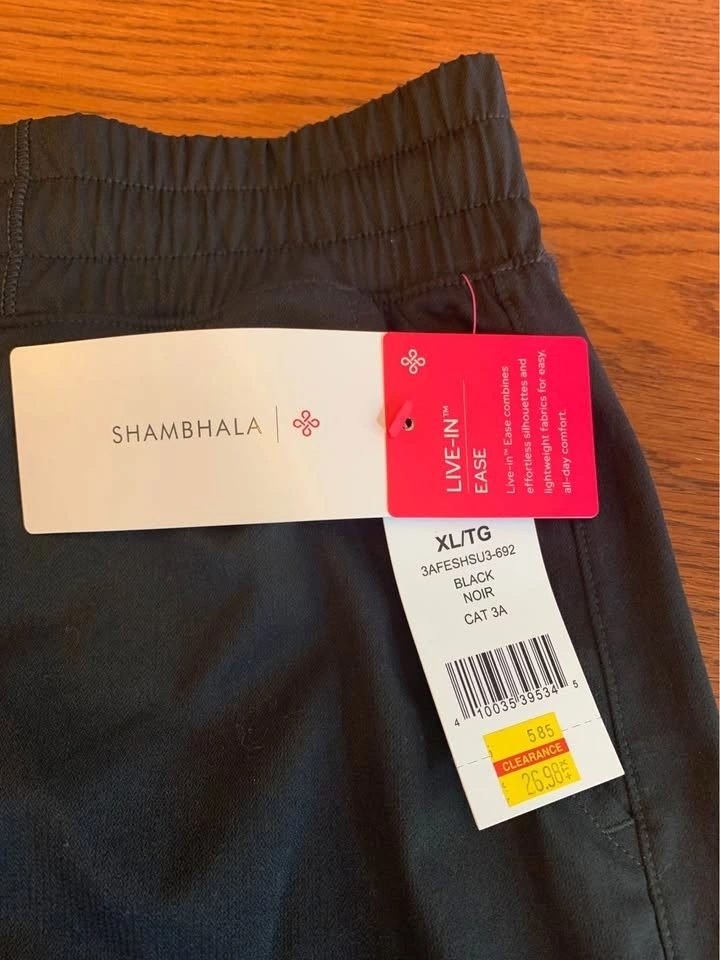 SHAMBHALA
LIVE-IN™
EASE
Live-in™ Ease combines
effortless silhouettes and
lightweight fabrics for easy,
all-day comfort.
XL/TG
3AFESHSU3-692
BLACK
NOIR
CAT 3A
4 10035 39534 5
585
CLEARANCE
26.98 +TX